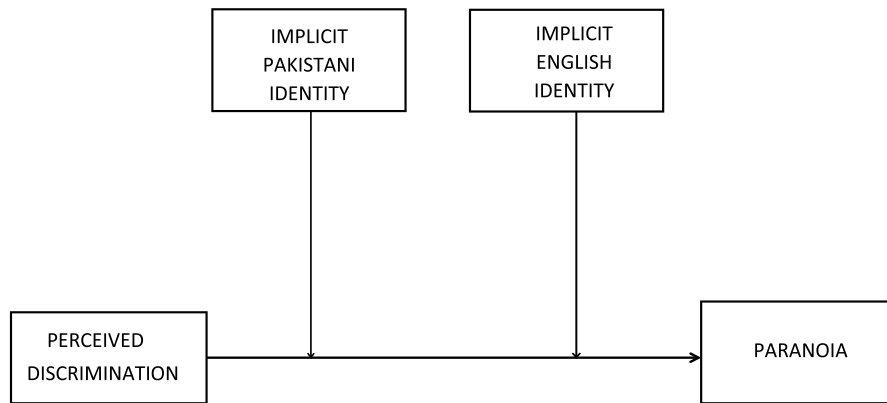 IMPLICIT
PAKISTANI
IDENTITY
IMPLICIT
ENGLISH
IDENTITY
PERCEIVED
DISCRIMINATION
PARANOIA